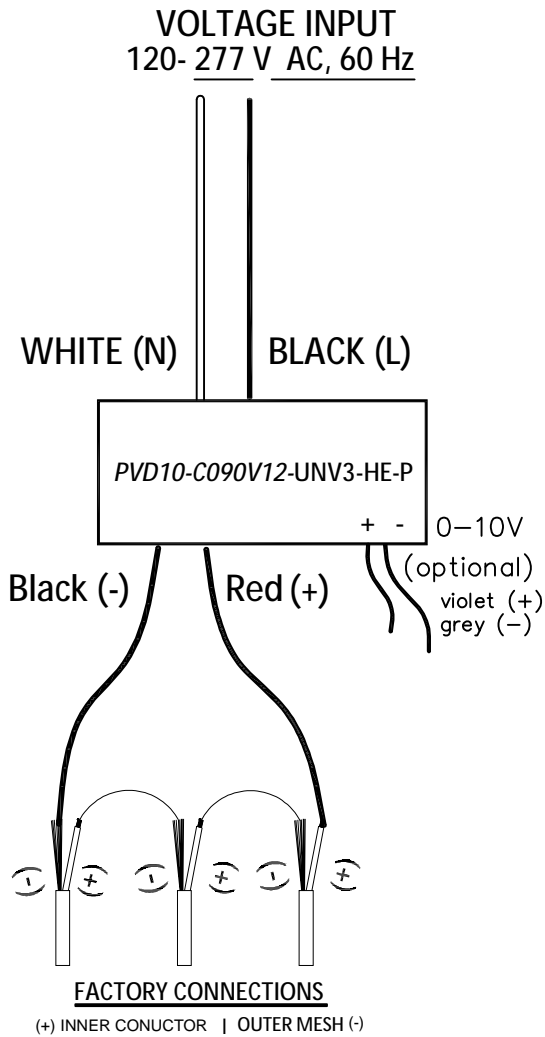 VOLTAGE INPUT
120- 277 V AC, 60 Hz
WHITE (N)
BLACK (L)
PVD10-C090V12-UNV3-HE-P
+ -
0-10V
(optional)
violet (+)
grey (-)
Black (-)
Red (+)
(-) (+) (-) (+) (-) (+)
FACTORY CONNECTIONS
(+) INNER CONUCTOR | OUTER MESH (-)